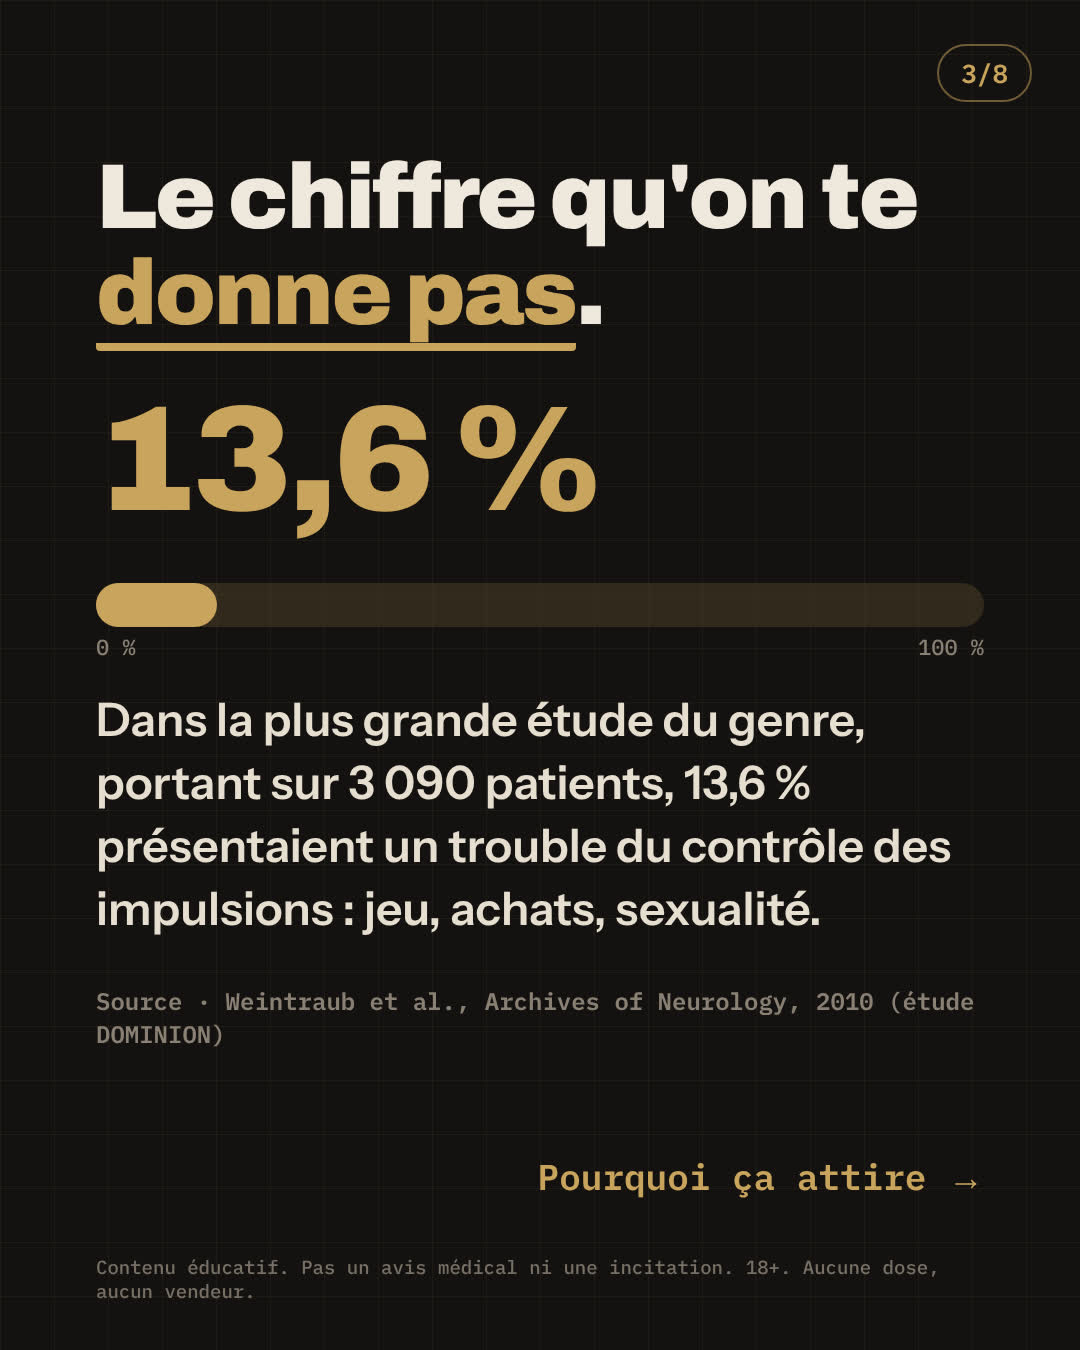 3/8
Le chiffre qu'on te
donne pas.
13,6 %
0 %
100 %
Dans la plus grande étude du genre,
portant sur 3 090 patients, 13,6 %
présentaient un trouble du contrôle des
impulsions : jeu, achats, sexualité.
Source · Weintraub et al., Archives of Neurology, 2010 (étude
DOMINION)
Pourquoi ça attire →
Contenu éducatif. Pas un avis médical ni une incitation. 18+. Aucune dose,
aucun vendeur.